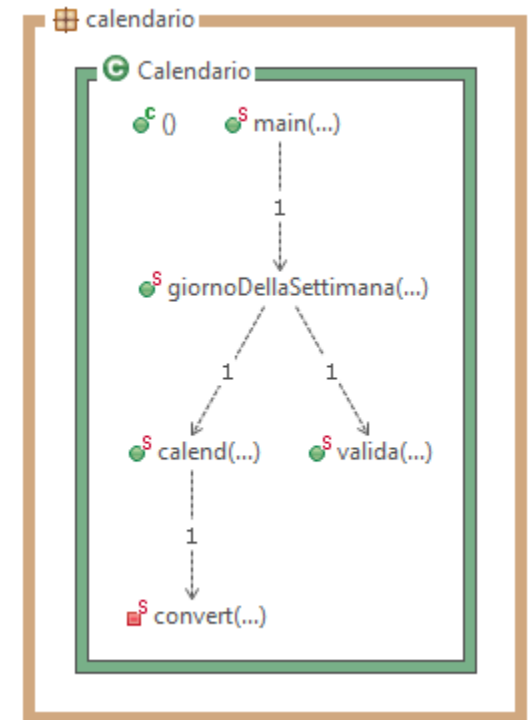 calendario
C Calendario
C () S main(...)
1
S giornoDellaSettimana(...)
1 1
S calend(...) S valida(...)
1
S convert(...)